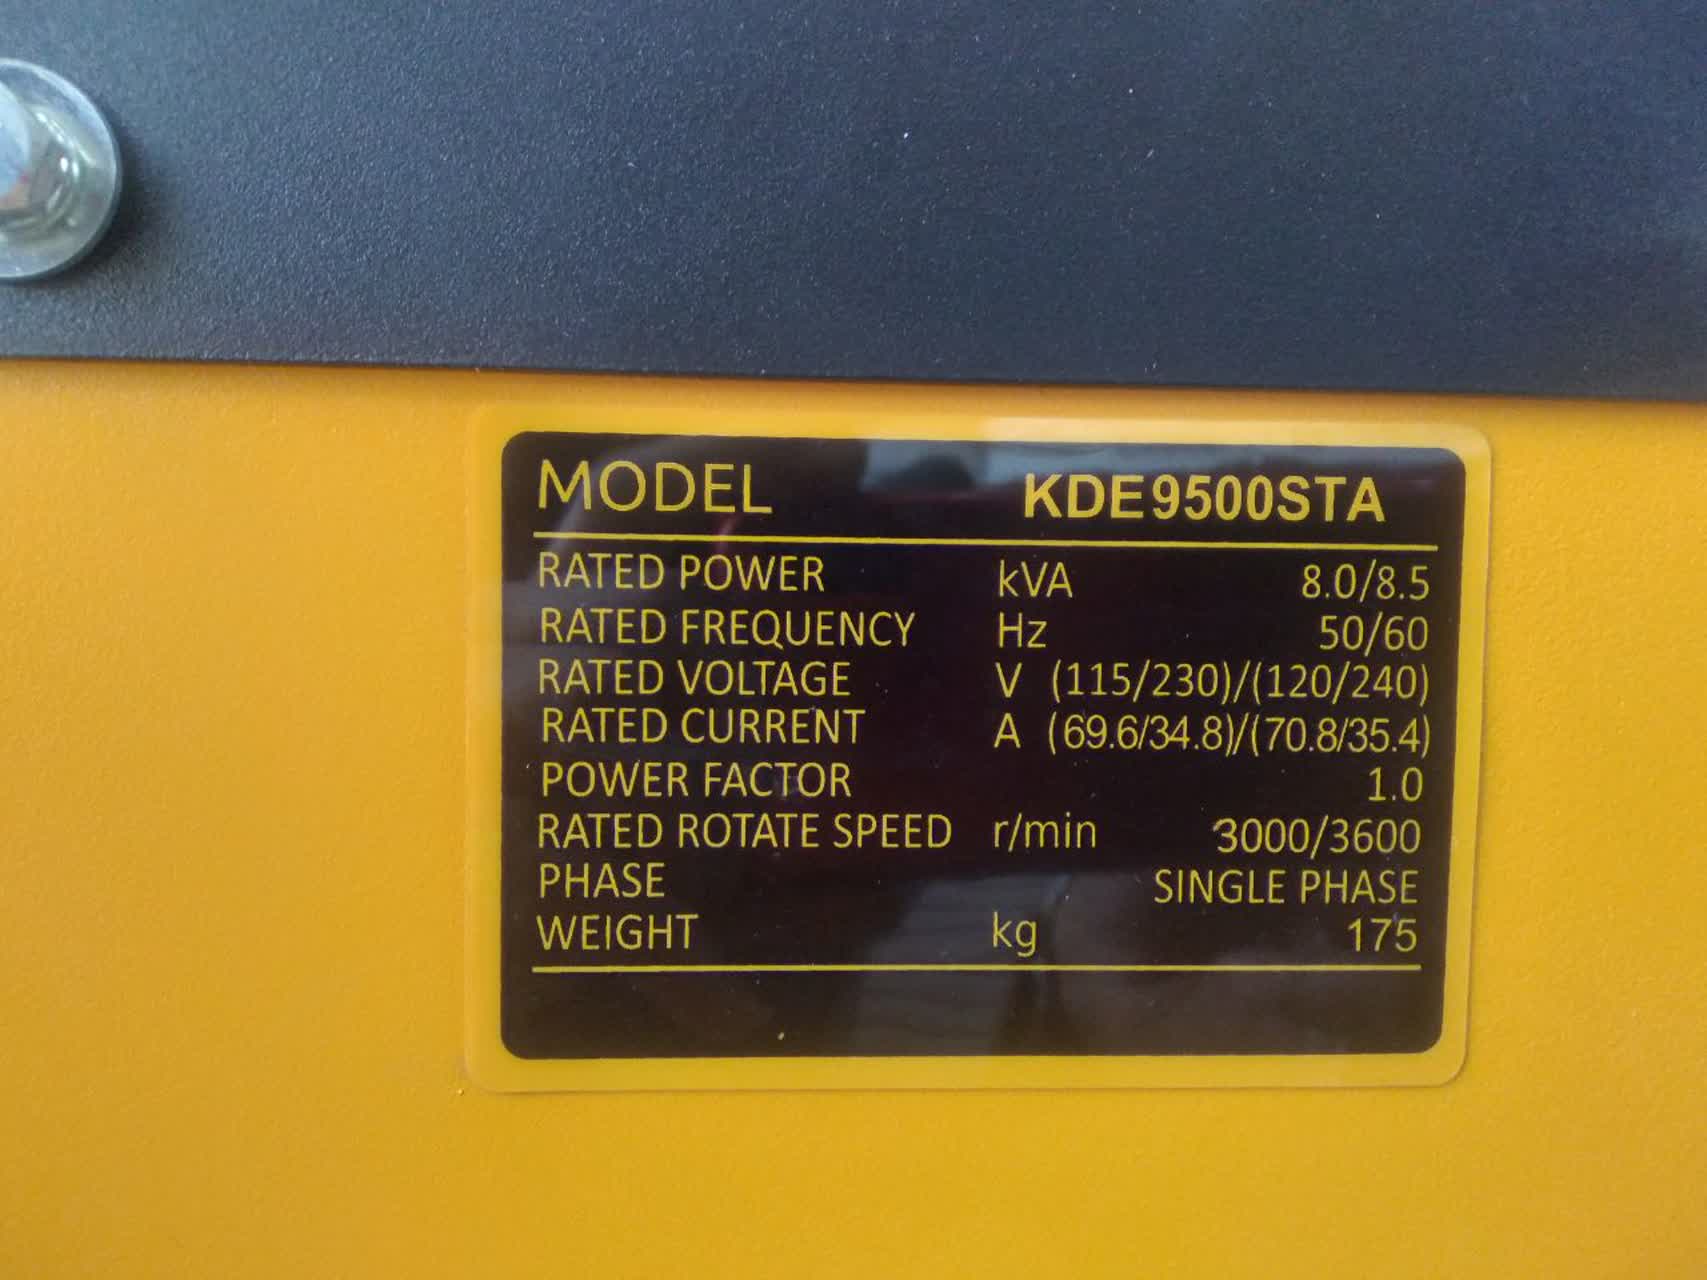 MODEL KDE9500STA
RATED POWER kVA 8.0/8.5
RATED FREQUENCY Hz 50/60
RATED VOLTAGE V (115/230)/(120/240)
RATED CURRENT A (69.6/34.8)/(70.8/35.4)
POWER FACTOR 1.0
RATED ROTATE SPEED r/min 3000/3600
PHASE SINGLE PHASE
WEIGHT kg 175